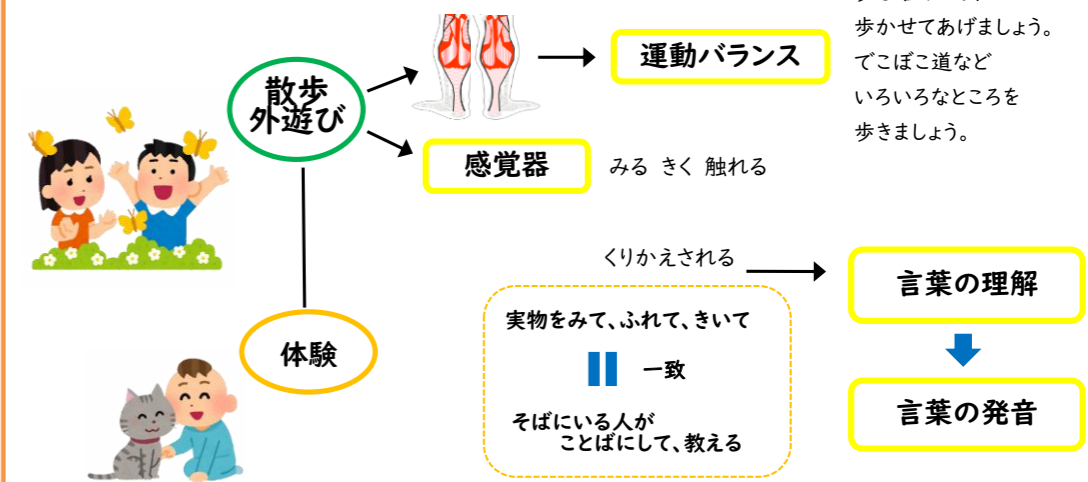 散歩
外遊び
運動バランス
歩かせてあげましょう。
でこぼこ道など
いろいろなところを
歩きましょう。
感覚器
みる きく 触れる
くりかえされる
言葉の理解
実物をみて、ふれて、きいて
一致
体験
そばにいる人が
ことばにして、教える
言葉の発音